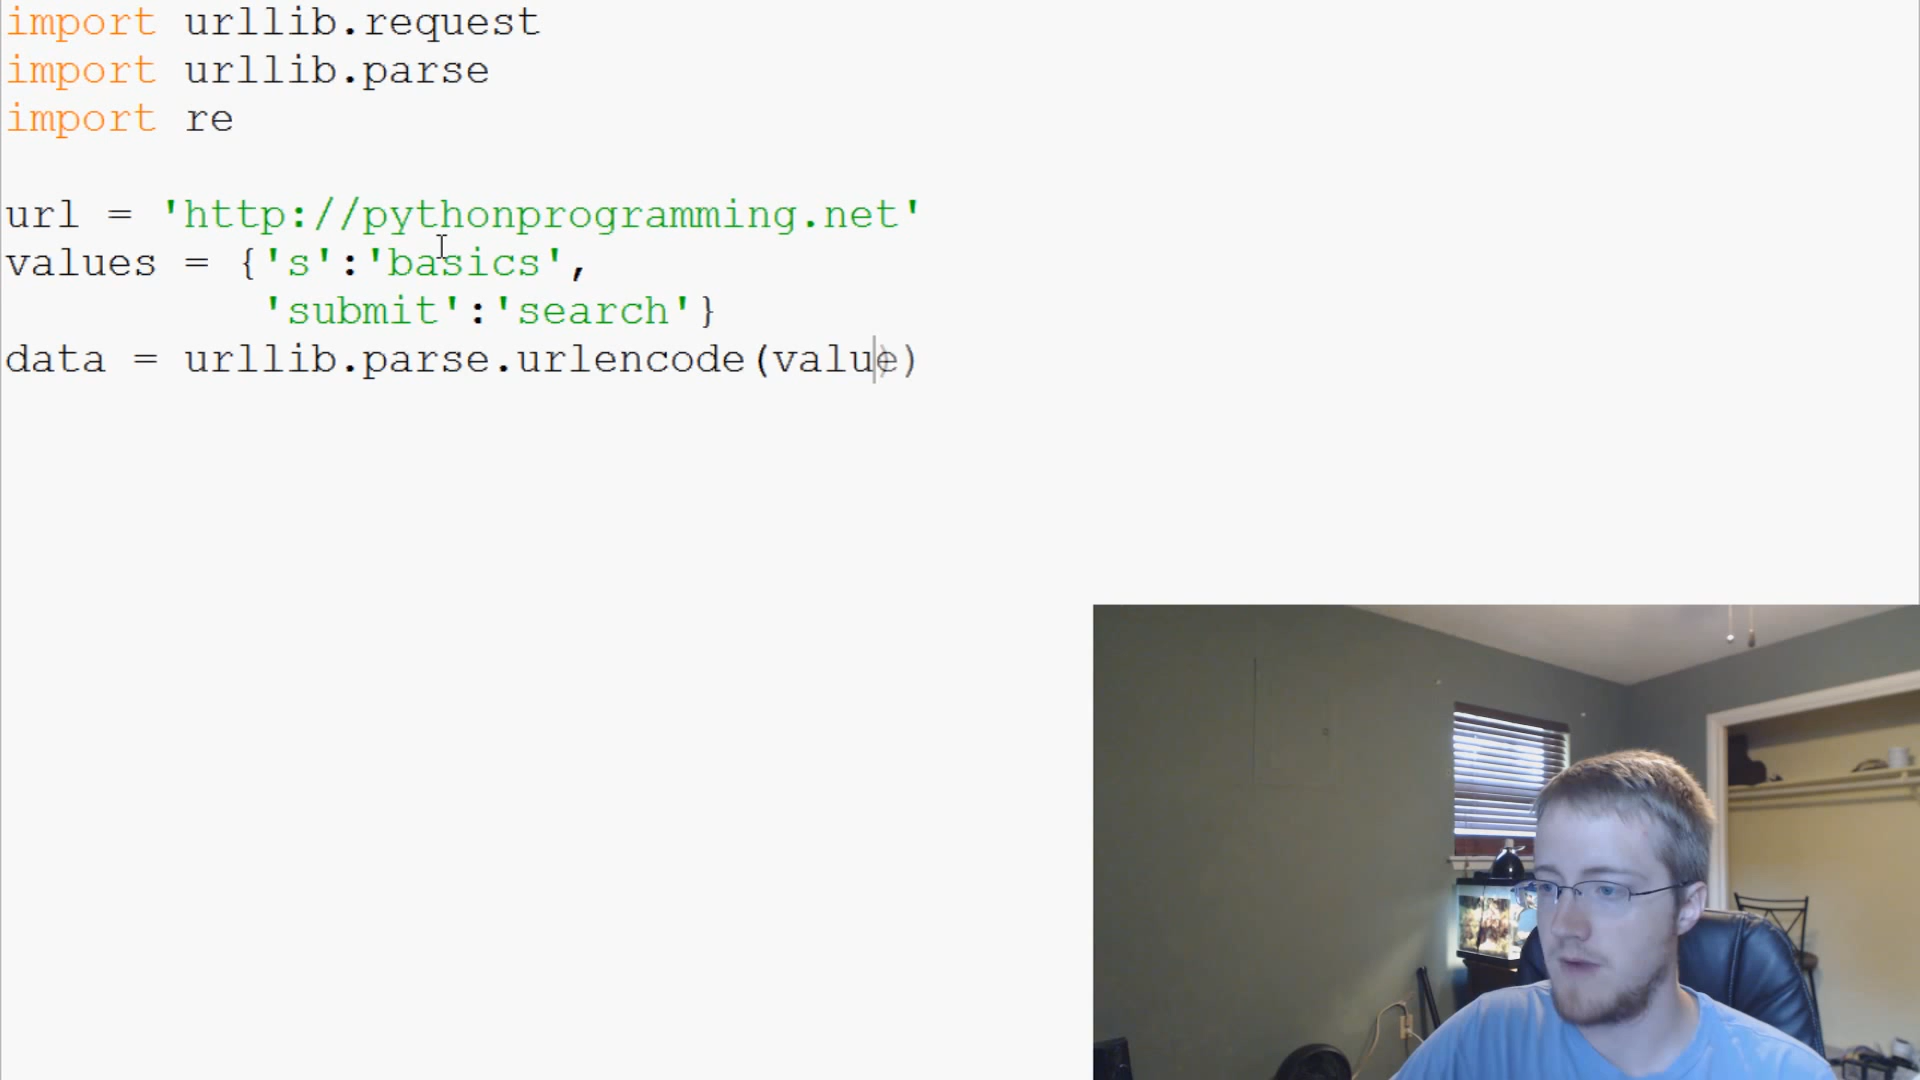 import urllib.request
import urllib.parse
import re
url = 'http://pythonprogramming.net'
values = {'s':'basics',
'submit':'search'}
data = urllib.parse.urlencode(value)